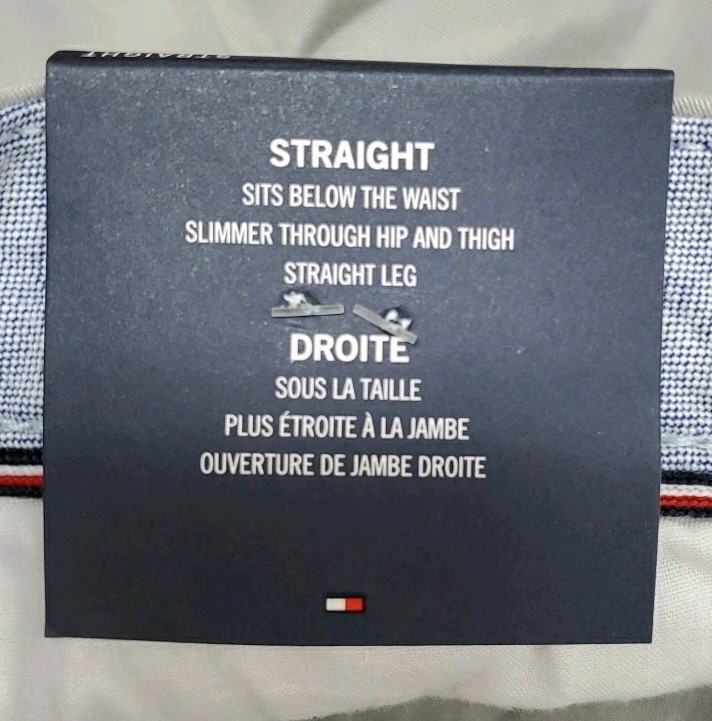 STRAIGHT
STRAIGHT
SITS BELOW THE WAIST
SLIMMER THROUGH HIP AND THIGH
STRAIGHT LEG
DROITE
SOUS LA TAILLE
PLUS ÉTROITE À LA JAMBE
OUVERTURE DE JAMBE DROITE